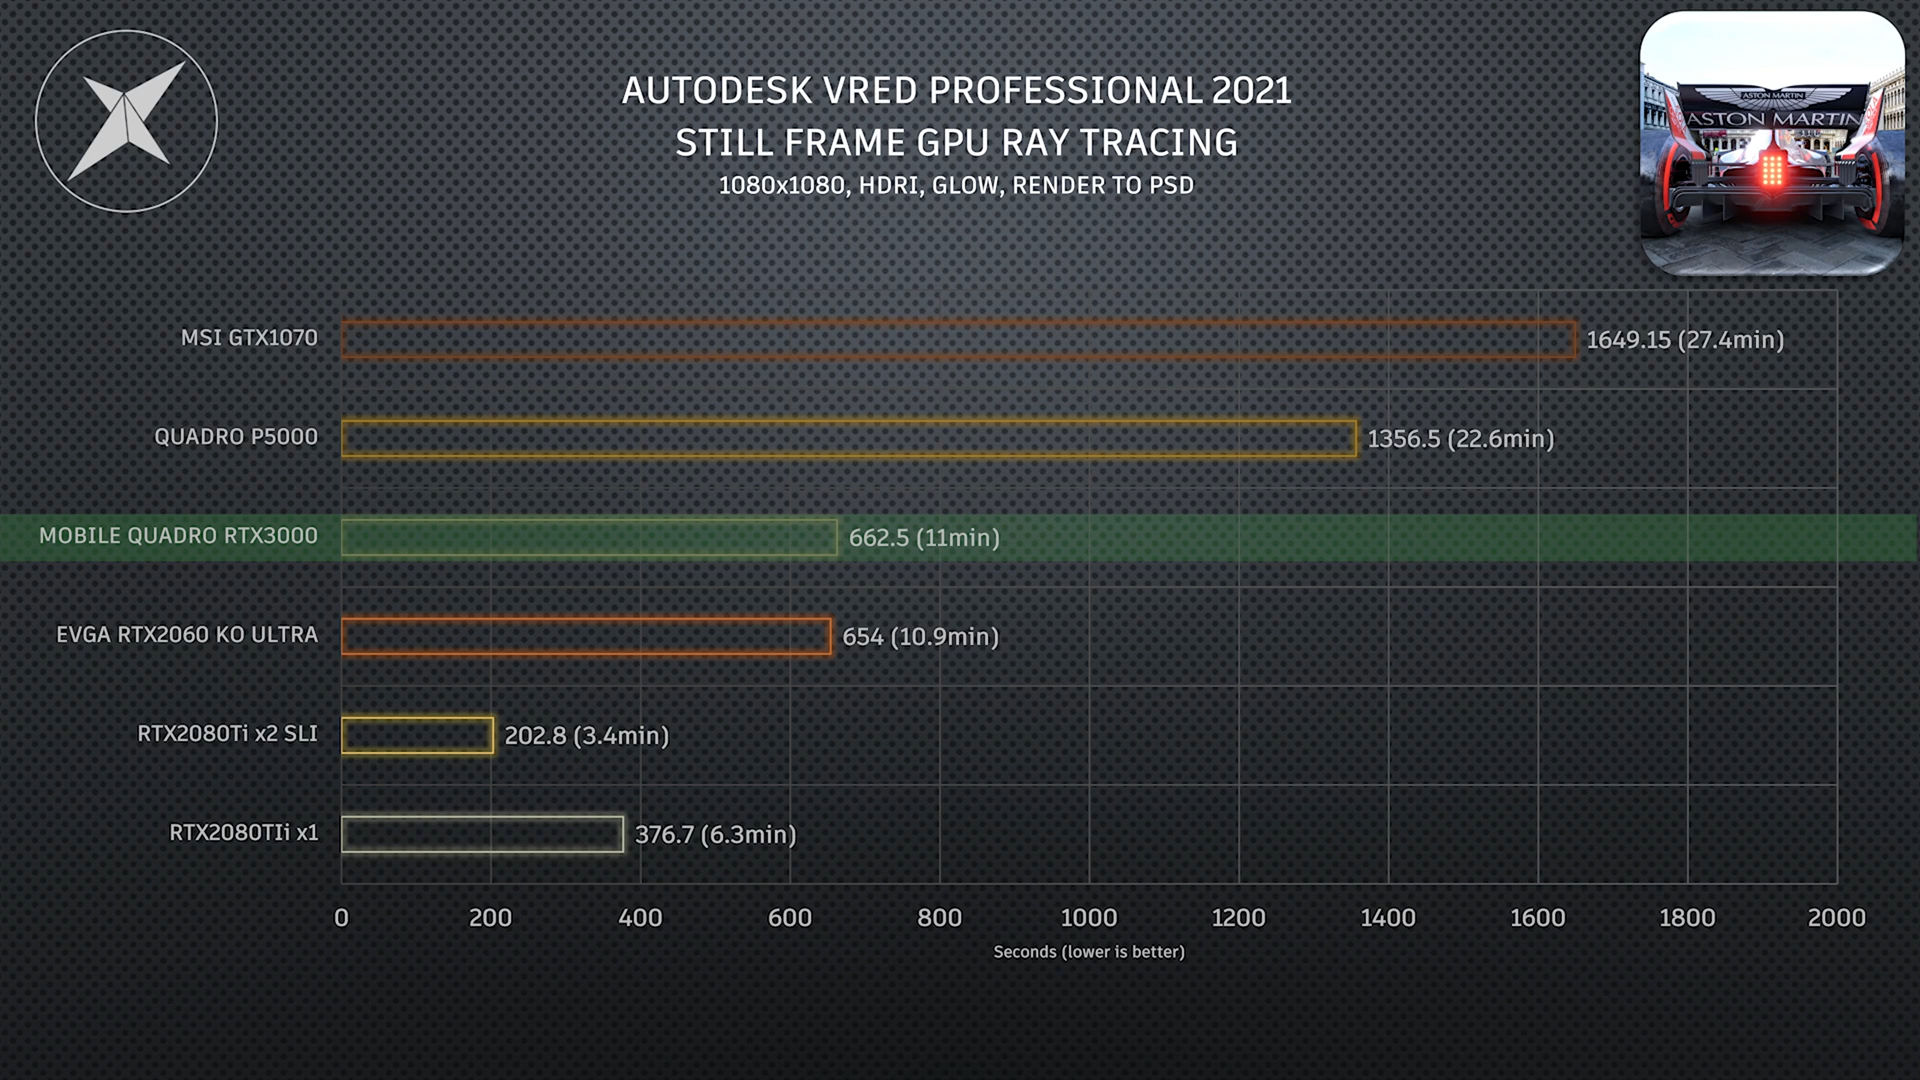 AUTODESK VRED PROFESSIONAL 2021
STILL FRAME GPU RAY TRACING
1080x1080, HDRI, GLOW, RENDER TO PSD
ASTON MARTIN
ASTON MARTIN
MSI GTX1070
1649.15 (27.4min)
QUADRO P5000
1356.5 (22.6min)
MOBILE QUADRO RTX3000
662.5 (11min)
EVGA RTX2060 KO ULTRA
654 (10.9min)
RTX2080Ti x2 SLI
202.8 (3.4min)
RTX2080TIi x1
376.7 (6.3min)
0 200 400 600 800 1000 1200 1400 1600 1800 2000
Seconds (lower is better)